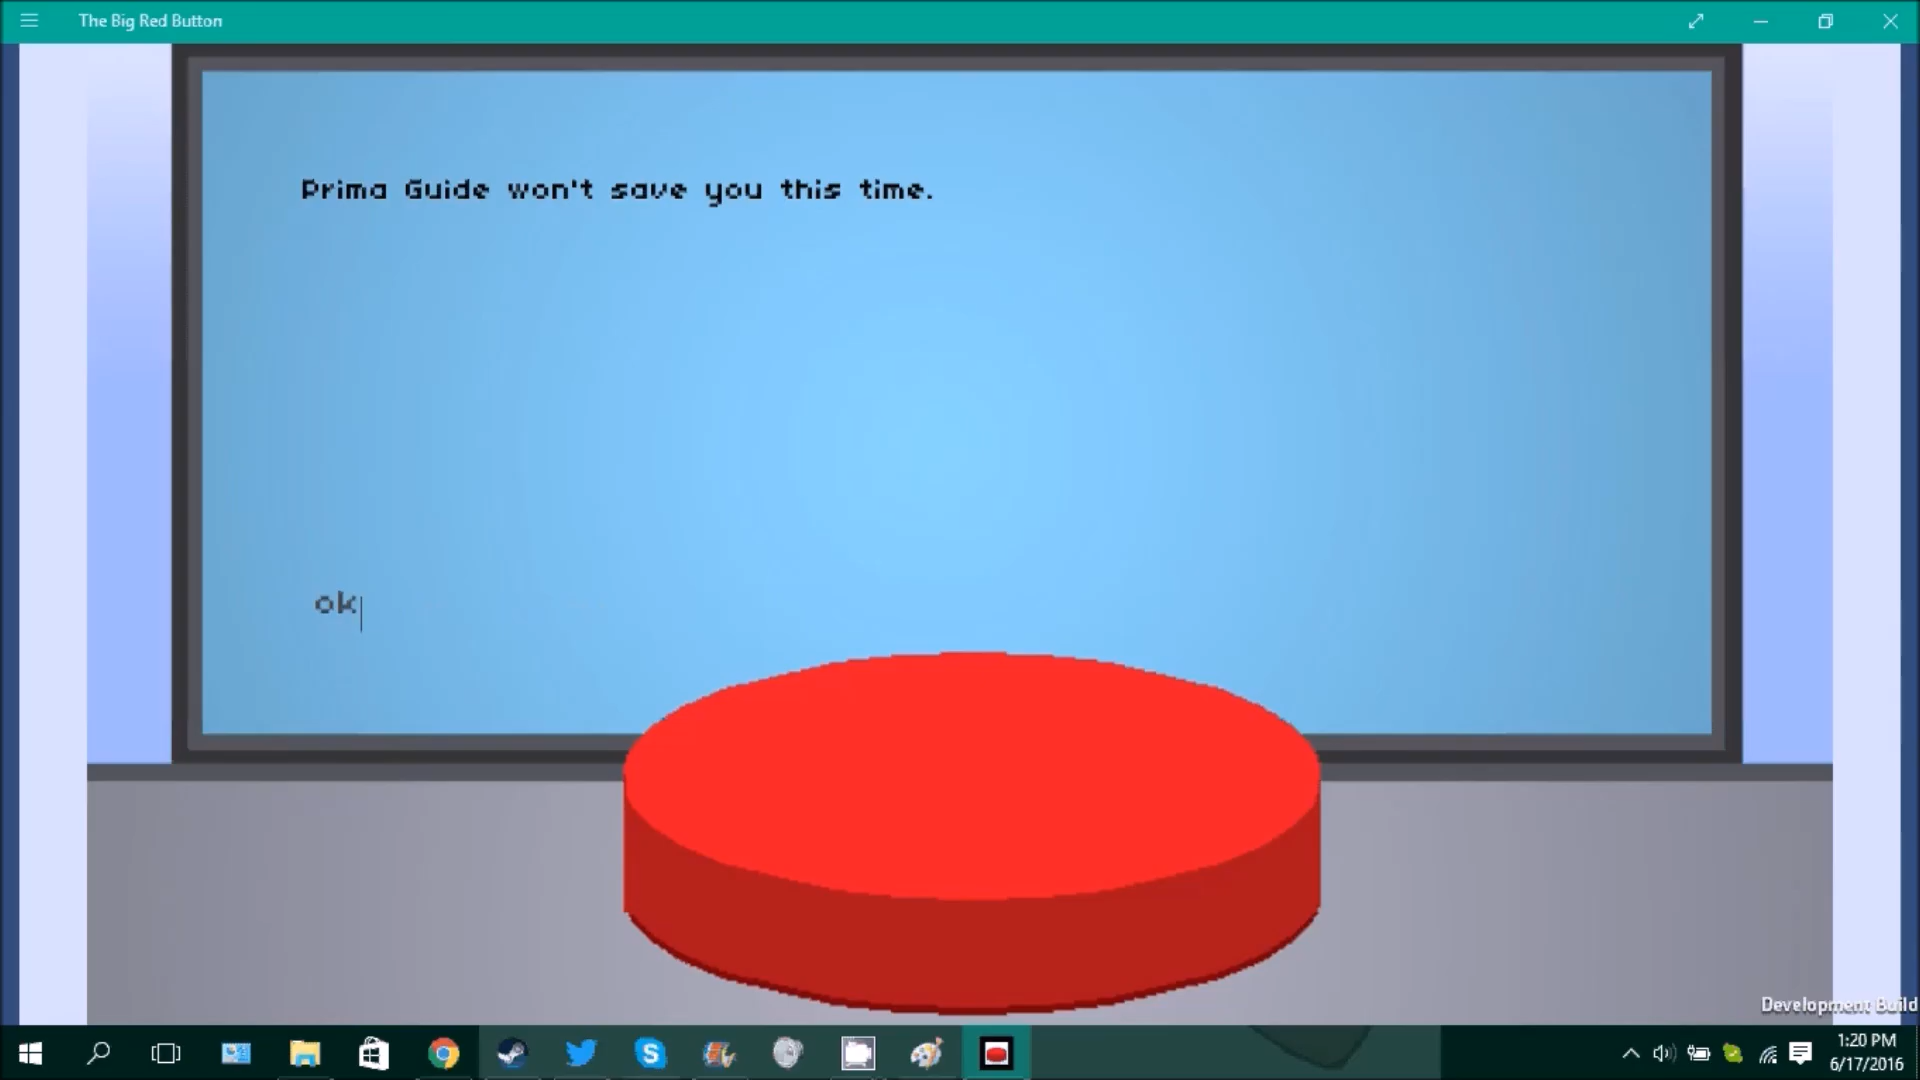 The Big Red Button
Prima Guide won't save you this time.
ok
Development Build
1:20 PM
6/17/2016